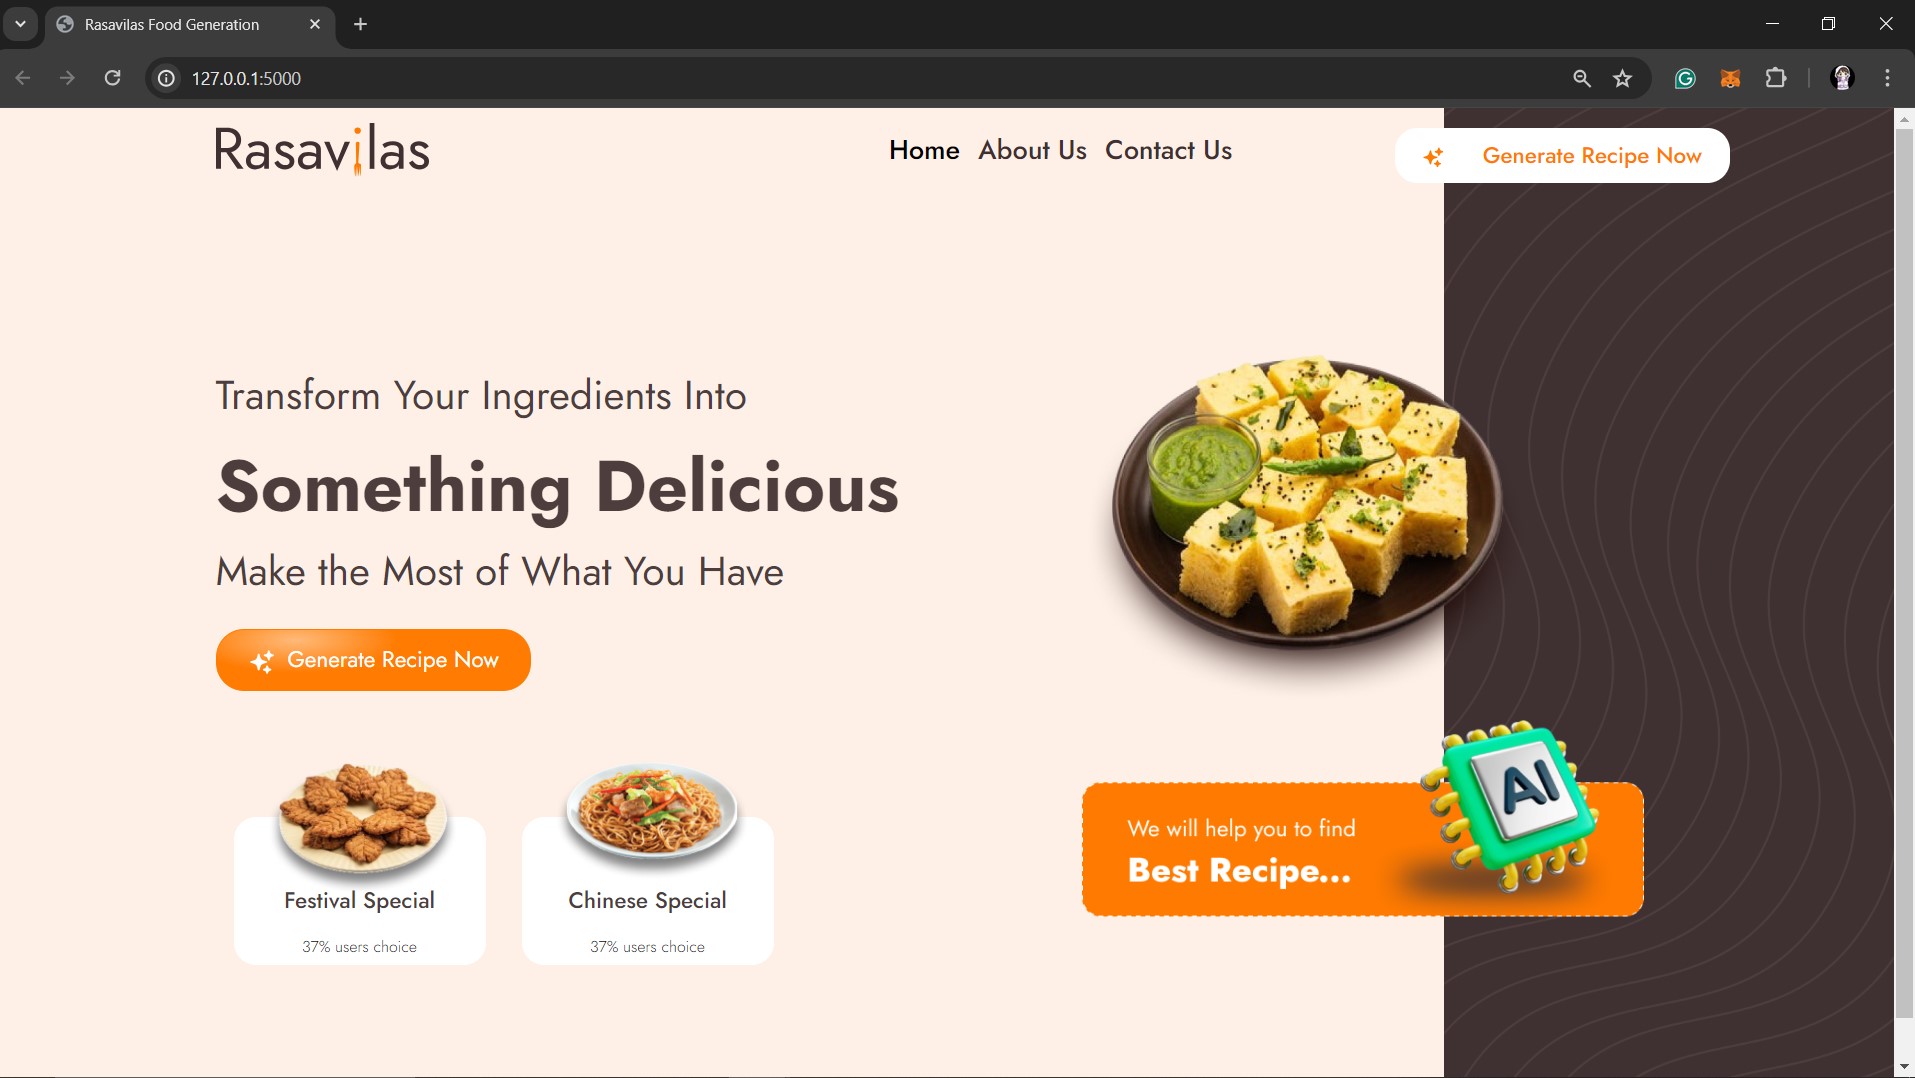 Rasavilas Food Generation
127.0.0.1:5000
Rasavilas
Home About Us Contact Us
Generate Recipe Now
Transform Your Ingredients Into
Something Delicious
Make the Most of What You Have
Generate Recipe Now
Festival Special
37% users choice
Chinese Special
37% users choice
We will help you to find
Best Recipe...
AI